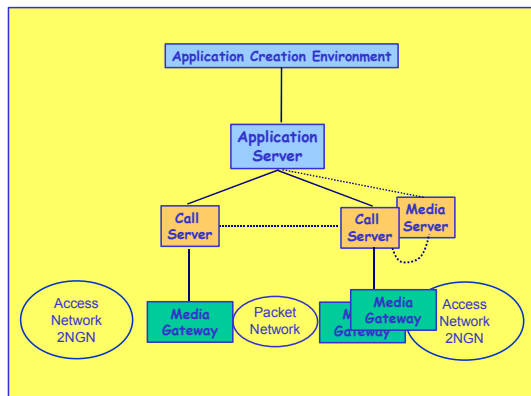 Application Creation Environment
Application
Server
Call
Server
Call
Server
Media
Server
Access
Network
2NGN
Media
Gateway
Packet
Network
Gateway
Media
Gateway
Access
Network
2NGN